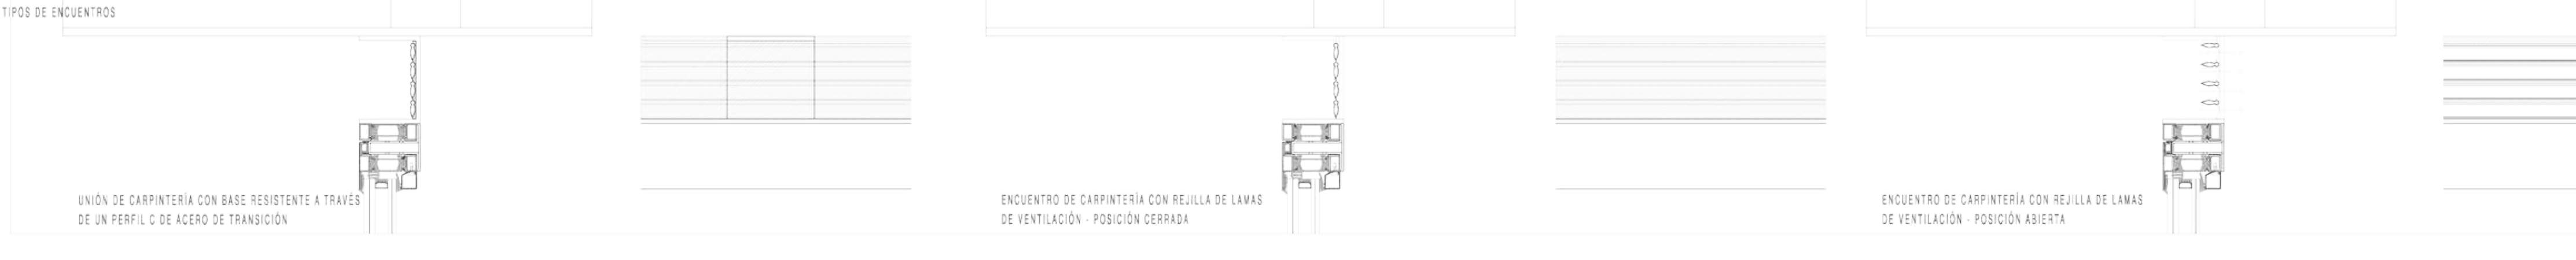 TIPOS DE ENCUENTROS
UNIÓN DE CARPINTERÍA CON BASE RESISTENTE A TRAVÉS
DE UN PERFIL C DE ACERO DE TRANSICIÓN
ENCUENTRO DE CARPINTERÍA CON REJILLA DE LAMAS
DE VENTILACIÓN - POSICIÓN CERRADA
ENCUENTRO DE CARPINTERÍA CON REJILLA DE LAMAS
DE VENTILACIÓN - POSICIÓN ABIERTA